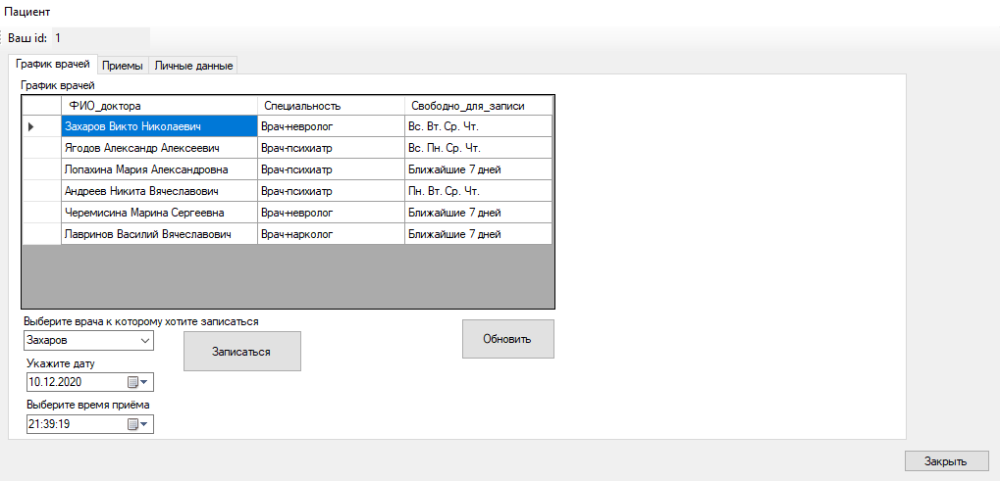 Пациент
Ваш id: 1
График врачей Приемы Личные данные
График врачей
ФИО_доктора Специальность Свободно_для_записи
Захаров Викто Николаевич Врач-невролог Вс. Вт. Ср. Чт.
Ягодов Александр Алексеевич Врач-психиатр Вс. Пн. Ср. Чт.
Лопахина Мария Александровна Врач-психиатр Ближайшие 7 дней
Андреев Никита Вячеславович Врач-психиатр Пн. Вт. Ср. Чт.
Черемисина Марина Сергеевна Врач-невролог Ближайшие 7 дней
Лавринов Василий Вячеславович Врач-нарколог Ближайшие 7 дней
Выберите врача к которому хотите записаться
Захаров Записаться Обновить
Укажите дату
10.12.2020
Выберите время приёма
21:39:19
Закрыть